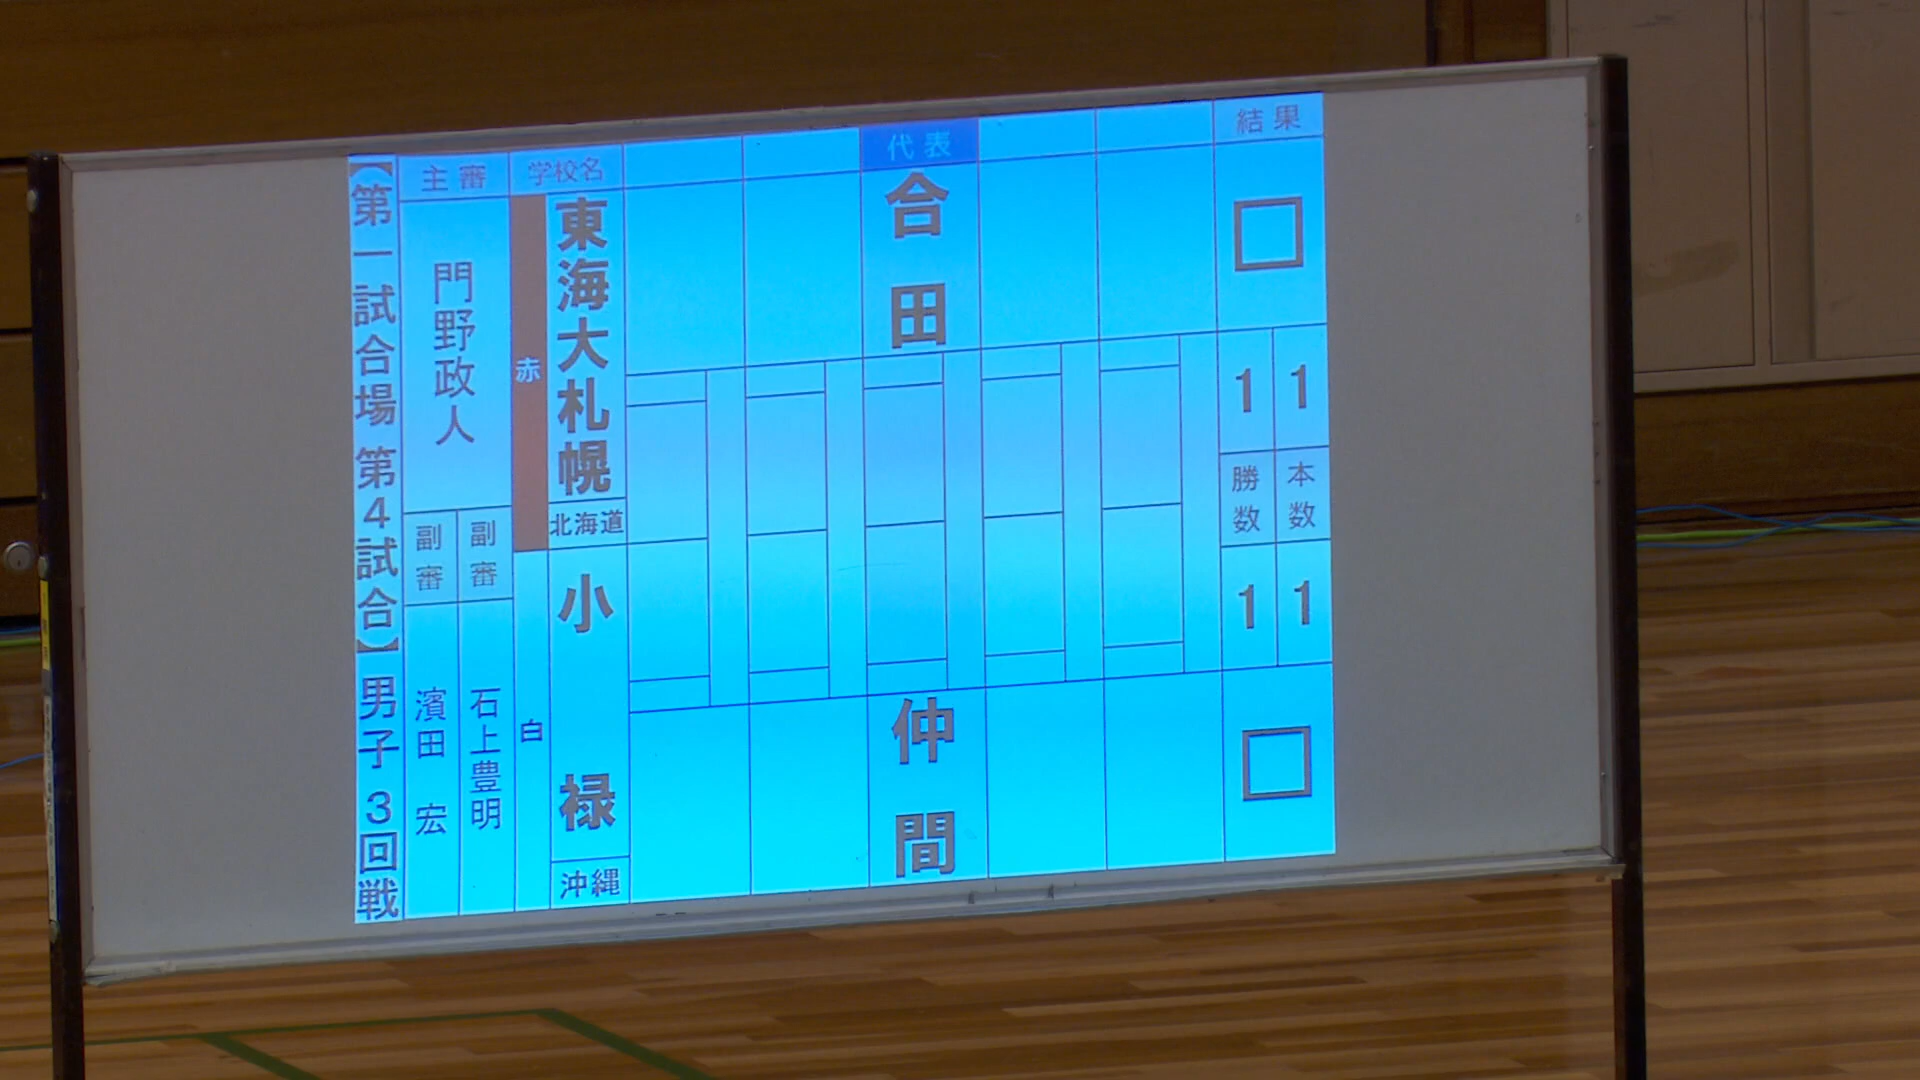 【第一試合場 第4試合】男子 3回戦
主審
門野政人
副審
濱田 宏
副審
石上豊明
学校名
赤
東海大札幌
北海道
白
小禄
沖縄
代表
合田
仲間
結果
□
1 1
勝数 本数
1 1
□